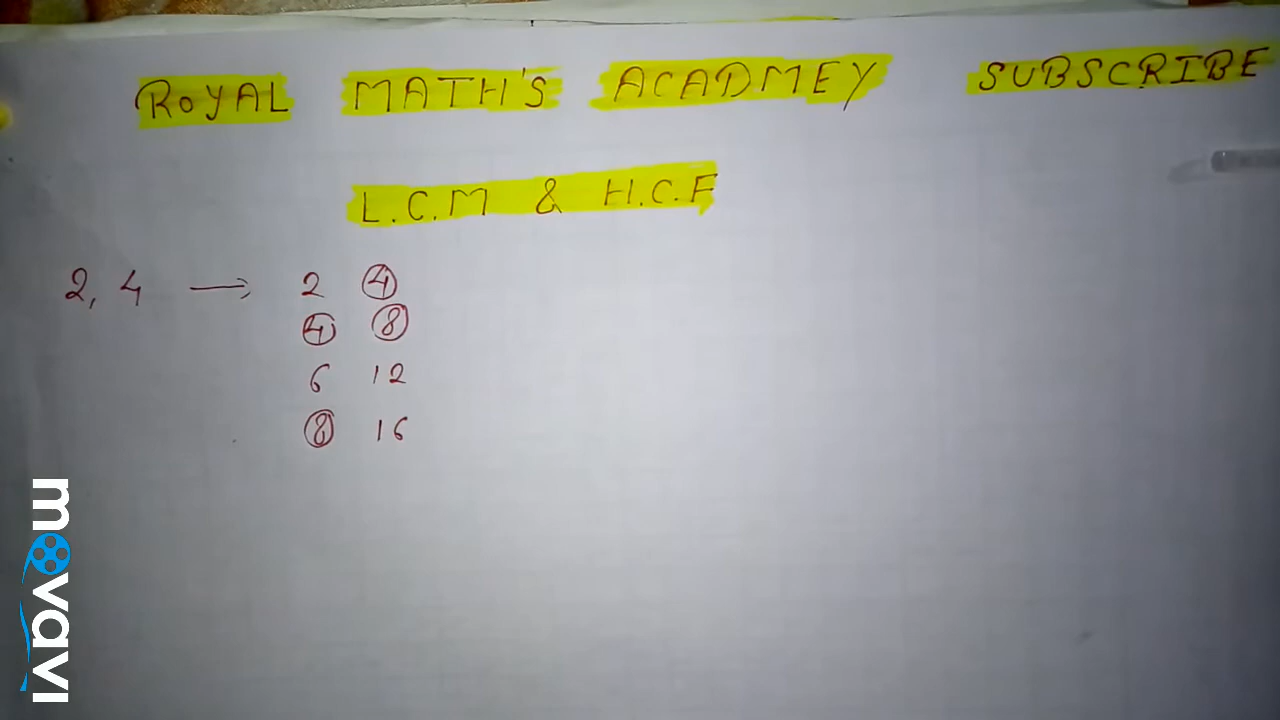 ROYAL MATH'S ACADMEY SUBSCRIBE
L.C.M & H.C.F
2, 4 → 2 4
4 8
6 12
8 16
movavi